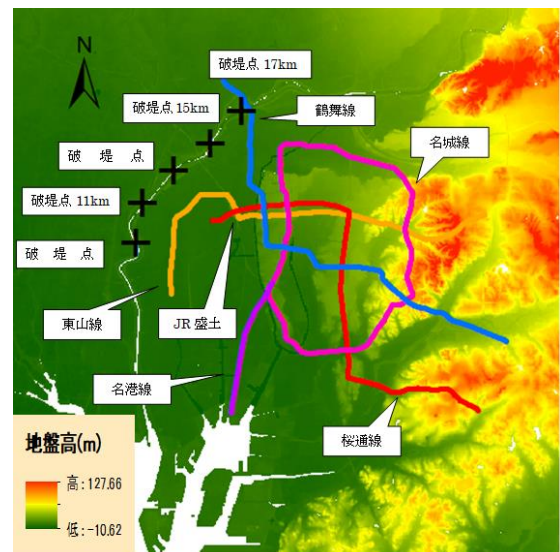 N
破堤点 17km
破堤点 15km
鶴舞線
名城線
破 堤 点
破堤点 11km
破 堤 点
東山線
JR 盛土
名港線
桜通線
地盤高(m)
高:127.66
低:-10.62